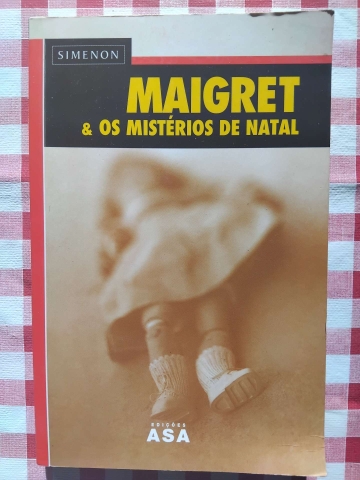 SIMENON
MAIGRET
& OS MISTÉRIOS DE NATAL
EDIÇÕES
ASA